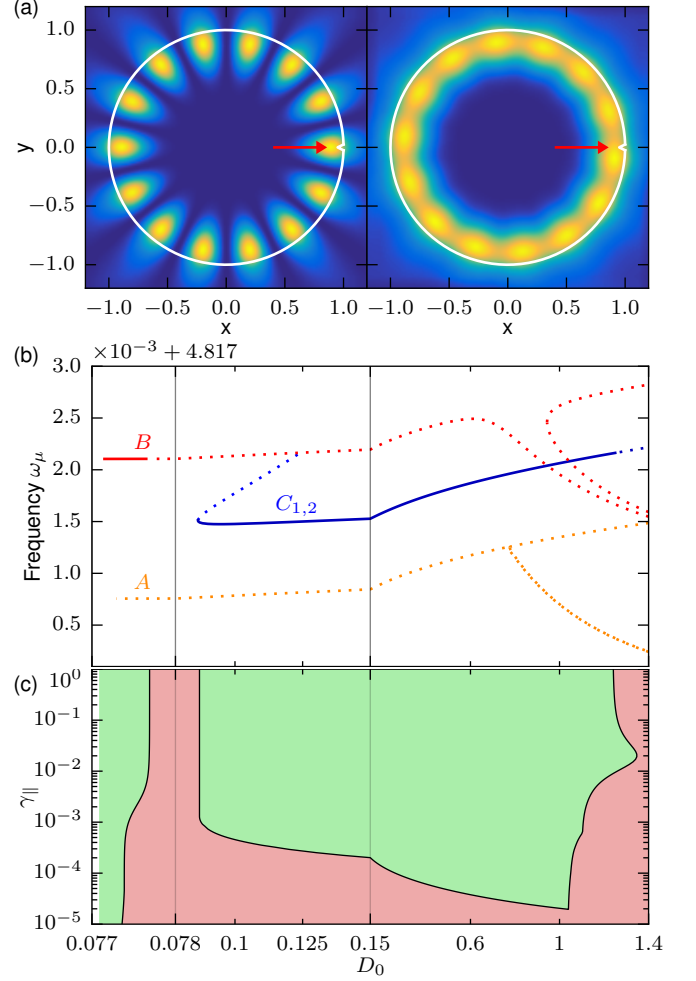 (a)
1.0
0.5
0.0
−0.5
−1.0
y
−1.0 −0.5 0.0 0.5 1.0
x
−1.0 −0.5 0.0 0.5 1.0
x
(b)
×10⁻³ + 4.817
3.0
2.5
2.0
1.5
1.0
0.5
Frequency ω_μ
B
C₁,₂
A
(c)
10⁰
10⁻¹
10⁻²
10⁻³
10⁻⁴
10⁻⁵
γ_∥
0.077 0.078 0.1 0.125 0.15 0.6 1 1.4
D₀